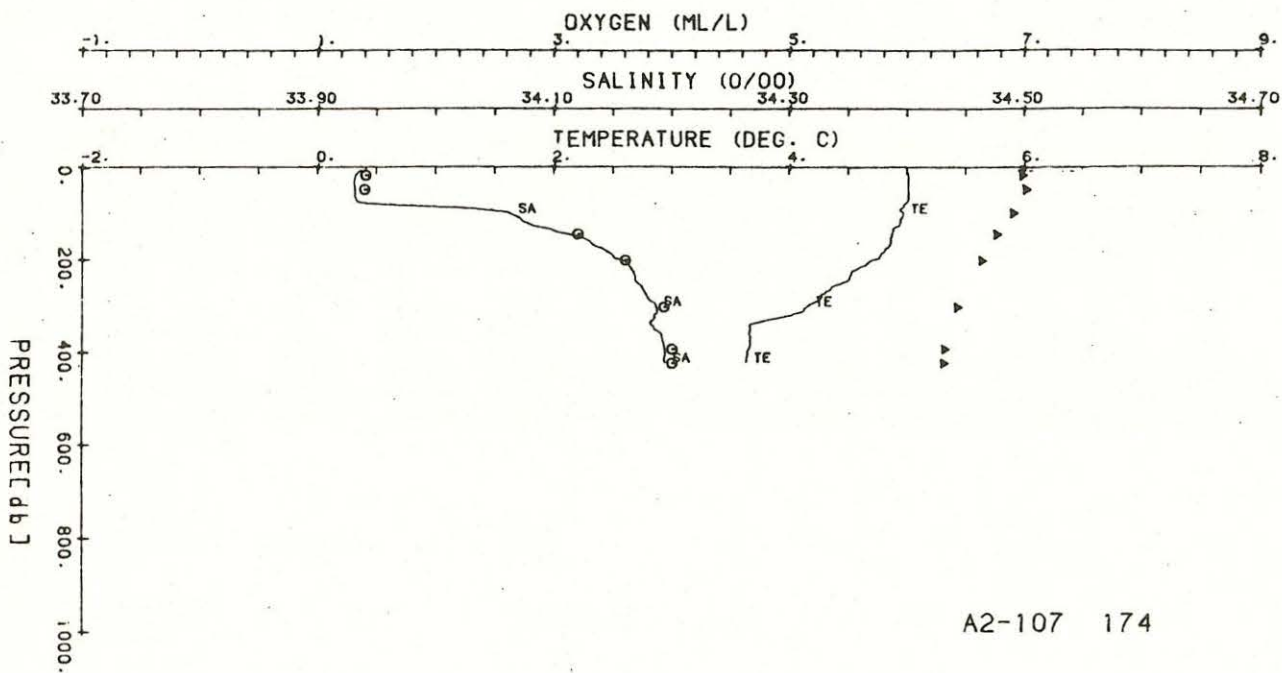 OXYGEN (ML/L)
-1. 1. 3. 5. 7. 9.
SALINITY (O/OO)
33.70 33.90 34.10 34.30 34.50 34.70
TEMPERATURE (DEG. C)
-2. 0. 2. 4. 6. 8.
0.
SA TE
200.
SA TE
400.
SA TE
600.
800.
1000.
PRESSURE[db]
A2-107 174